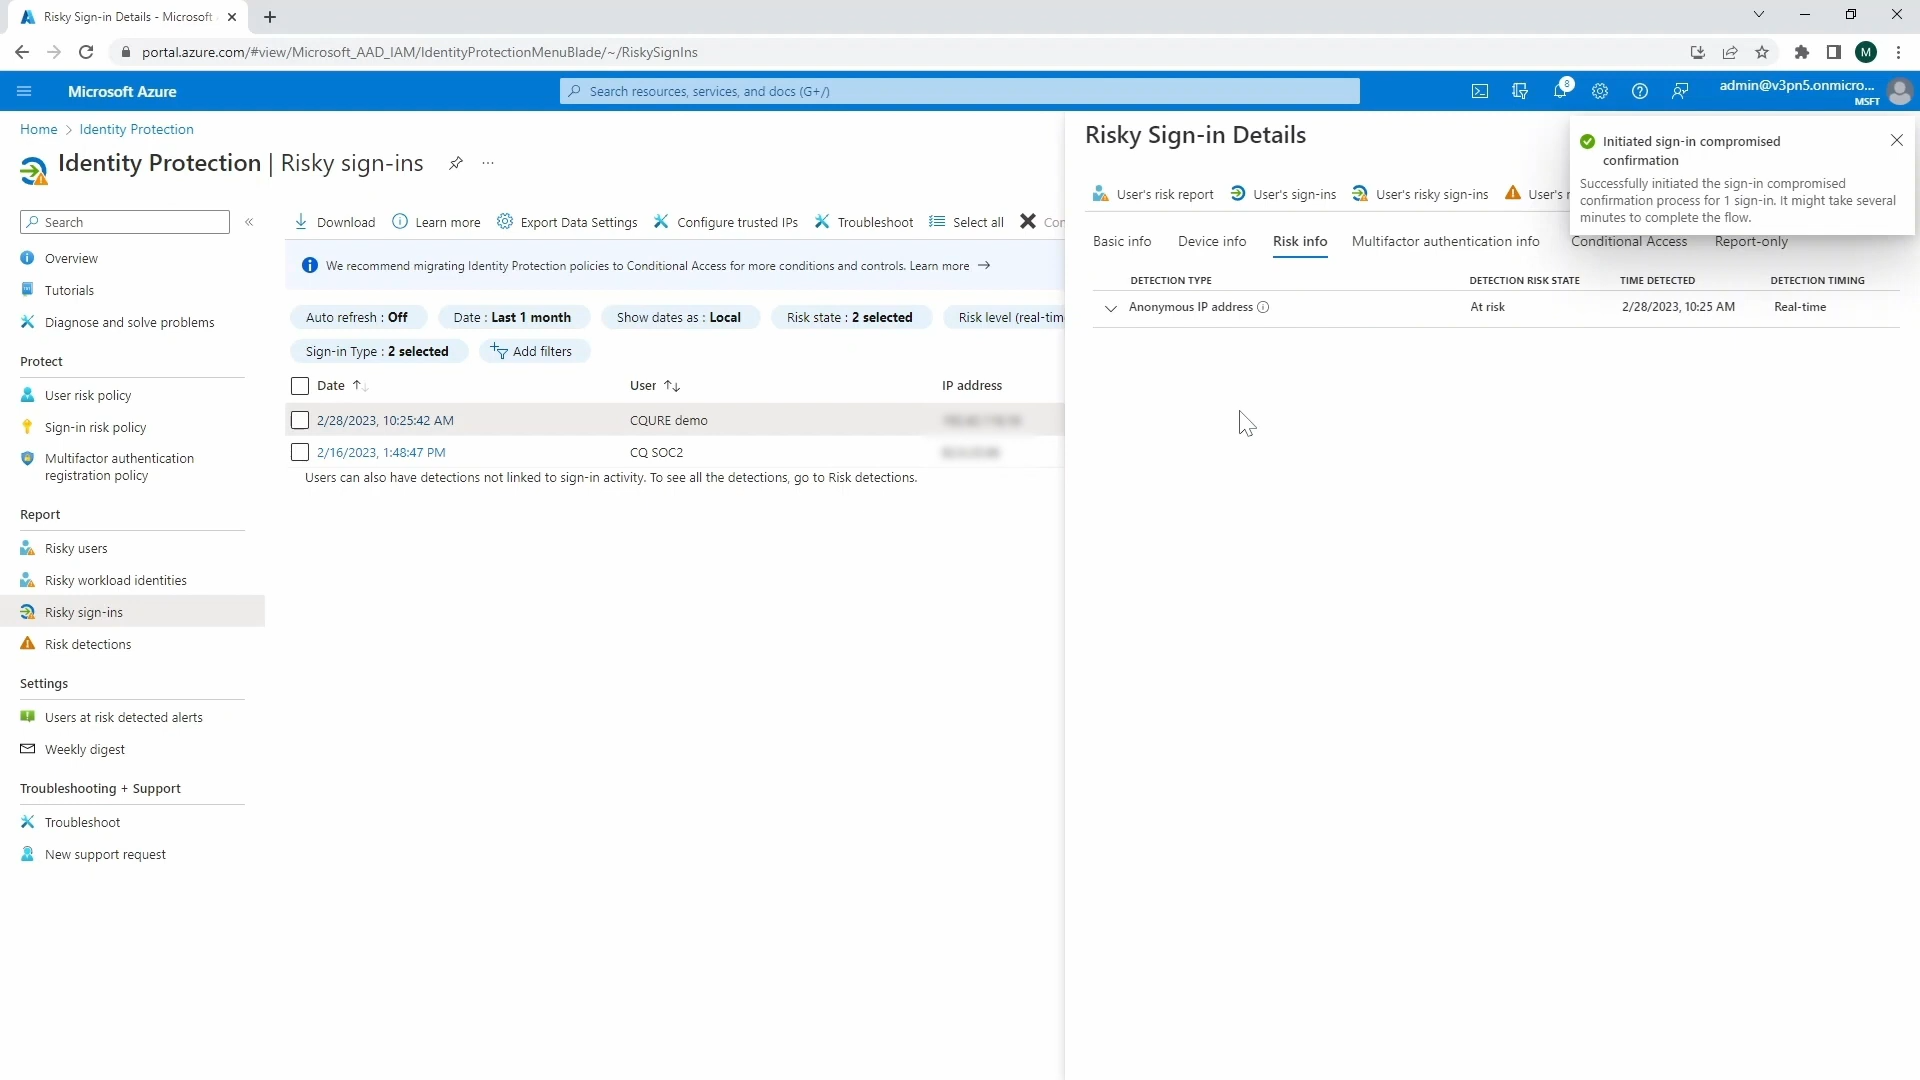 Risky Sign-in Details - Microsoft
portal.azure.com/#view/Microsoft_AAD_IAM/IdentityProtectionMenuBlade/~/RiskySignIns
M
Microsoft Azure
Search resources, services, and docs (G+/)
8
admin@v3pn5.onmicro...
MSFT
Home > Identity Protection
Identity Protection | Risky sign-ins
...
Search
«
Overview
Tutorials
Diagnose and solve problems
Protect
User risk policy
Sign-in risk policy
Multifactor authentication
registration policy
Report
Risky users
Risky workload identities
Risky sign-ins
Risk detections
Settings
Users at risk detected alerts
Weekly digest
Troubleshooting + Support
Troubleshoot
New support request
Download
Learn more
Export Data Settings
Configure trusted IPs
Troubleshoot
Select all
Con
We recommend migrating Identity Protection policies to Conditional Access for more conditions and controls. Learn more →
Auto refresh : Off
Date : Last 1 month
Show dates as : Local
Risk state : 2 selected
Risk level (real-tim
Sign-in Type : 2 selected
Add filters
Date ↑↓
User ↑↓
IP address
2/28/2023, 10:25:42 AM
CQURE demo
2/16/2023, 1:48:47 PM
CQ SOC2
Users can also have detections not linked to sign-in activity. To see all the detections, go to Risk detections.
Risky Sign-in Details
User's risk report
User's sign-ins
User's risky sign-ins
User's r
Initiated sign-in compromised
confirmation
Successfully initiated the sign-in compromised
confirmation process for 1 sign-in. It might take several
minutes to complete the flow.
Basic info
Device info
Risk info
Multifactor authentication info
Conditional Access
Report-only
DETECTION TYPE
DETECTION RISK STATE
TIME DETECTED
DETECTION TIMING
Anonymous IP address
At risk
2/28/2023, 10:25 AM
Real-time